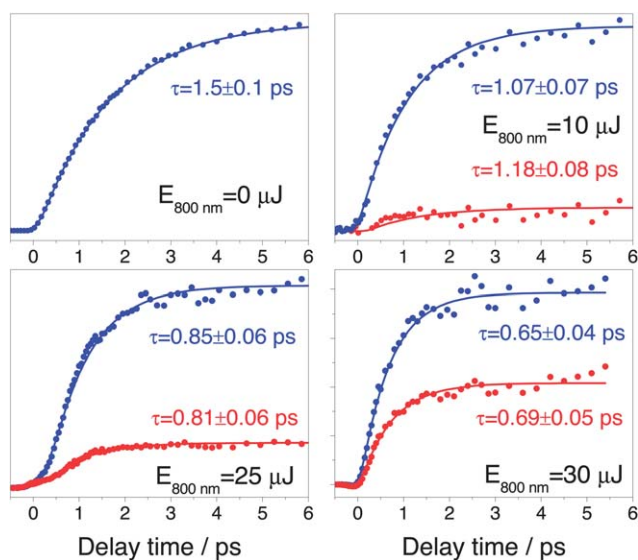 τ=1.5±0.1 ps
E800 nm=0 μJ
0 1 2 3 4 5 6
τ=1.07±0.07 ps
E800 nm=10 μJ
τ=1.18±0.08 ps
0 1 2 3 4 5 6
τ=0.85±0.06 ps
τ=0.81±0.06 ps
E800 nm=25 μJ
0 1 2 3 4 5 6
Delay time / ps
τ=0.65±0.04 ps
τ=0.69±0.05 ps
E800 nm=30 μJ
0 1 2 3 4 5 6
Delay time / ps